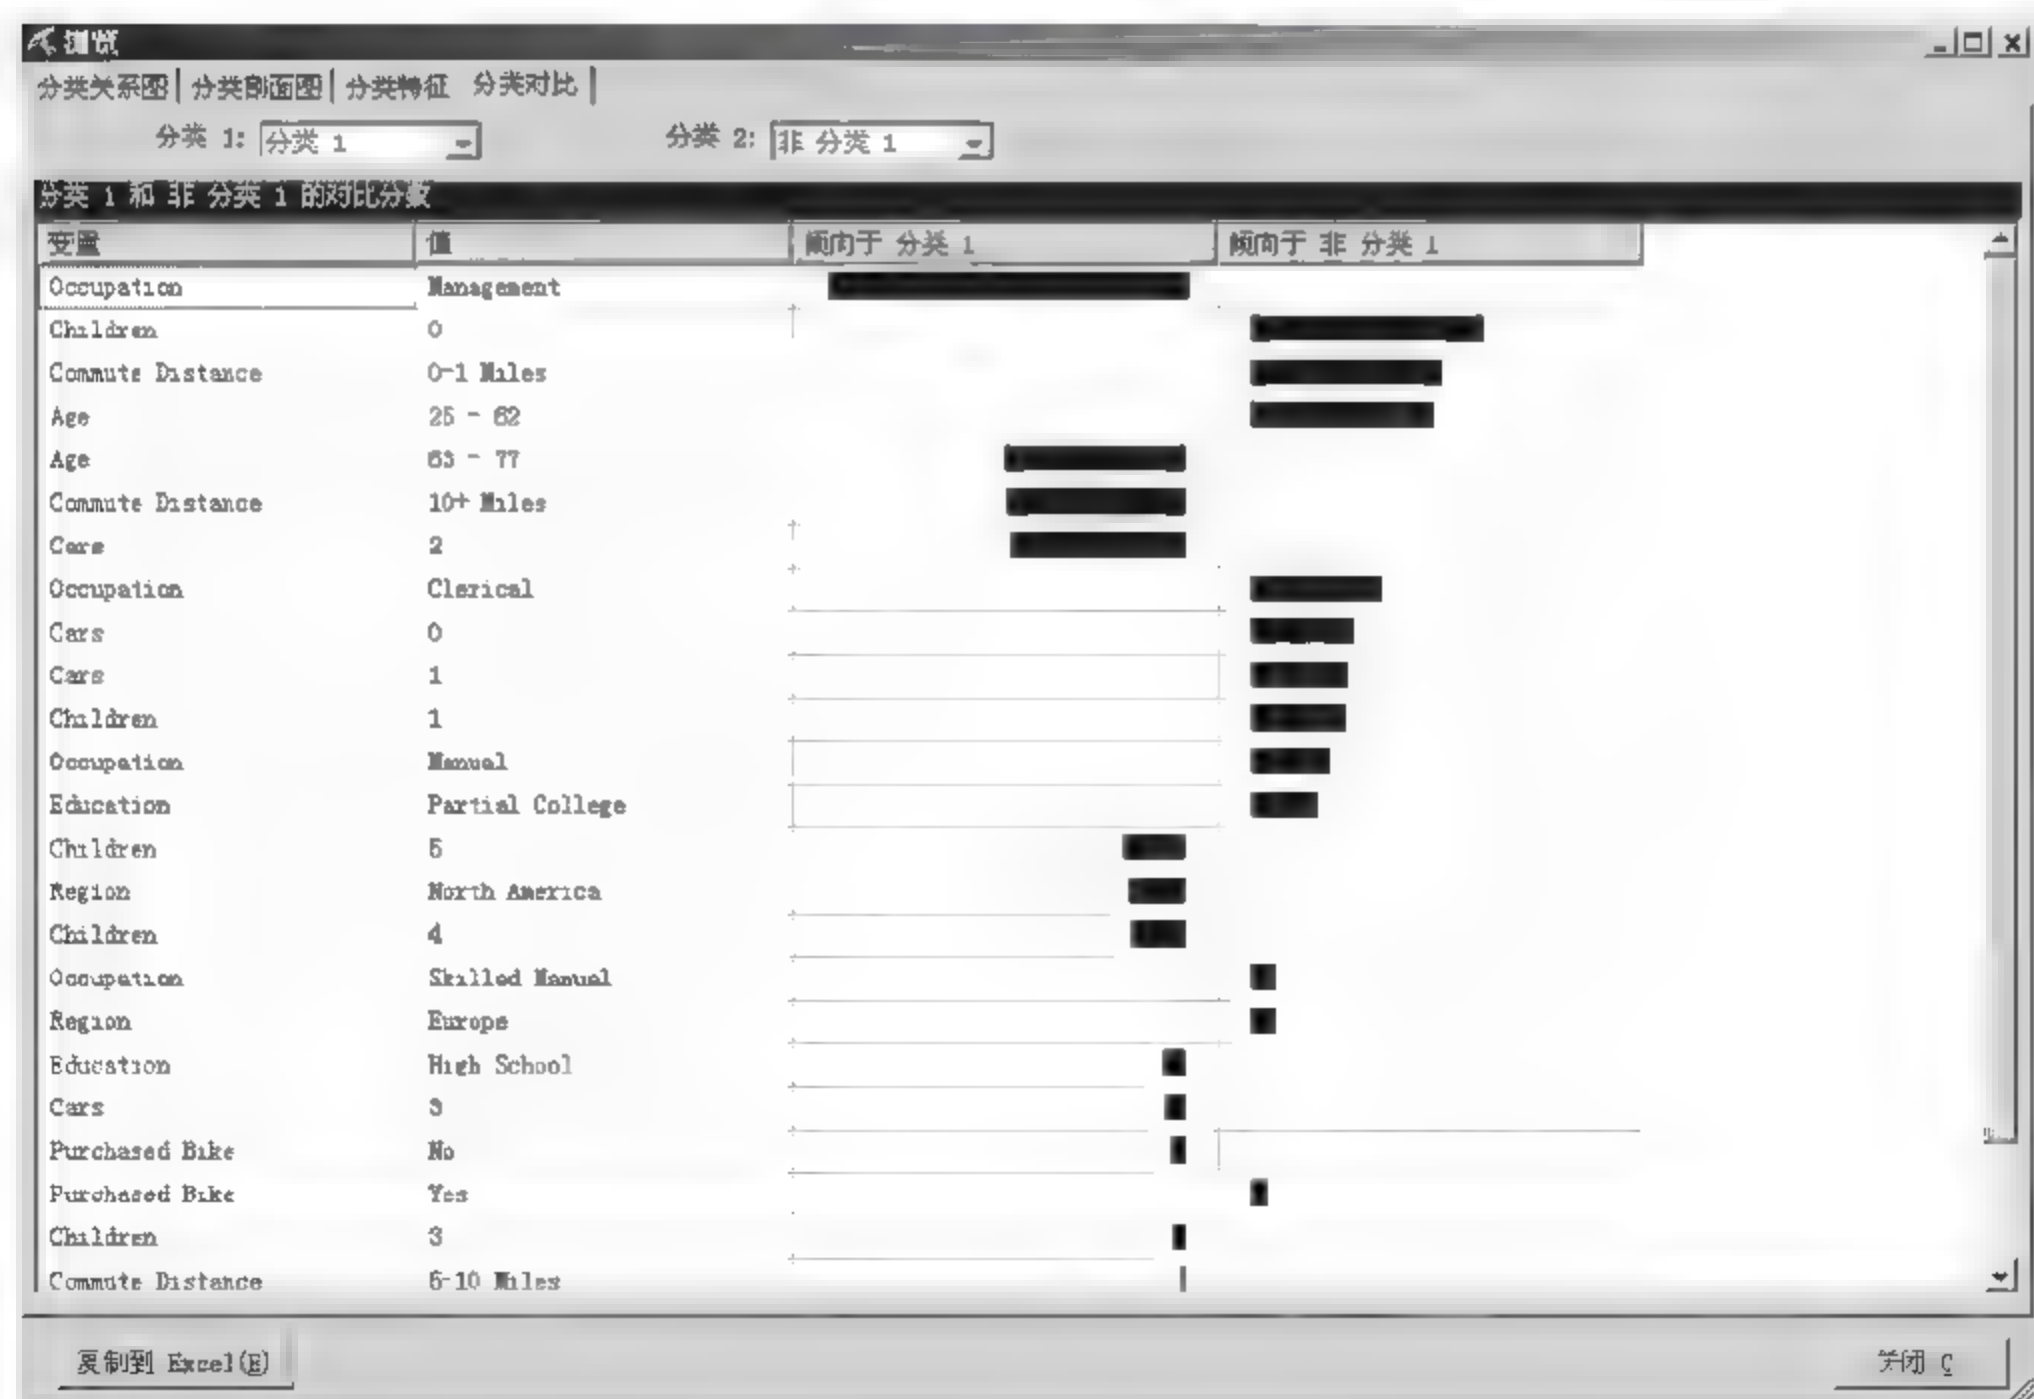 浏览
分类关系图 分类剖面图 分类特征 分类对比
分类 1: 分类 1 分类 2: 非 分类 1
分类 1 和 非 分类 1 的对比分数
变量 值 倾向于 分类 1 倾向于 非 分类 1
Occupation Management
Children 0
Commute Distance 0-1 Miles
Age 25 - 62
Age 63 - 77
Commute Distance 10+ Miles
Cars 2
Occupation Clerical
Cars 0
Cars 1
Children 1
Occupation Manual
Education Partial College
Children 5
Region North America
Children 4
Occupation Skilled Manual
Region Europe
Education High School
Cars 3
Purchased Bike No
Purchased Bike Yes
Children 3
Commute Distance 5-10 Miles
复制到 Excel(E) 关闭 C